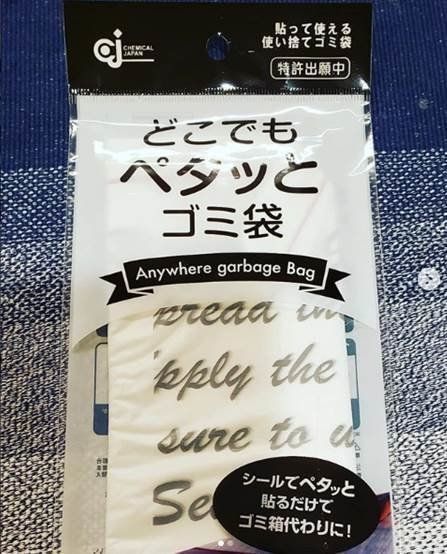 CHEMICAL
JAPAN
貼って使える
使い捨てゴミ袋
特許出願中
どこでも
ペタッと
ゴミ袋
Anywhere garbage Bag
pread
pply the
sure to u
Se
シールでペタッと
貼るだけで
ゴミ箱代わりに!